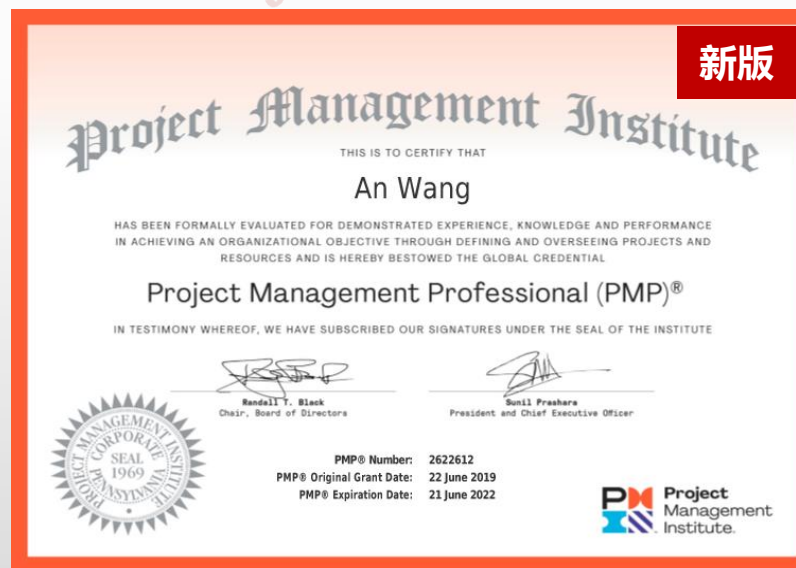 新版
Project Management Institute
THIS IS TO CERTIFY THAT
An Wang
HAS BEEN FORMALLY EVALUATED FOR DEMONSTRATED EXPERIENCE, KNOWLEDGE AND PERFORMANCE
IN ACHIEVING AN ORGANIZATIONAL OBJECTIVE THROUGH DEFINING AND OVERSEEING PROJECTS AND
RESOURCES AND IS HEREBY BESTOWED THE GLOBAL CREDENTIAL
Project Management Professional (PMP)®
IN TESTIMONY WHEREOF, WE HAVE SUBSCRIBED OUR SIGNATURES UNDER THE SEAL OF THE INSTITUTE
Randall T. Black
Chair, Board of Directors
Sunil Prashara
President and Chief Executive Officer
PROJECT MANAGEMENT INSTITUTE
PENNSYLVANIA
CORPORATE
SEAL
1969
PMP® Number: 2622612
PMP® Original Grant Date: 22 June 2019
PMP® Expiration Date: 21 June 2022
Project
Management
Institute.